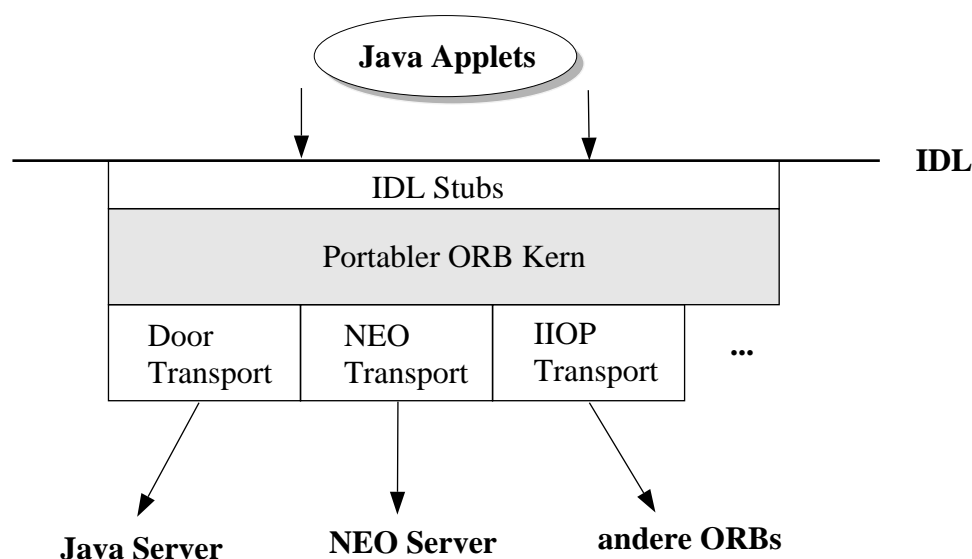 Java Applets
IDL
IDL Stubs
Portabler ORB Kern
Door
Transport
NEO
Transport
IIOP
Transport
...
Java Server
NEO Server
andere ORBs